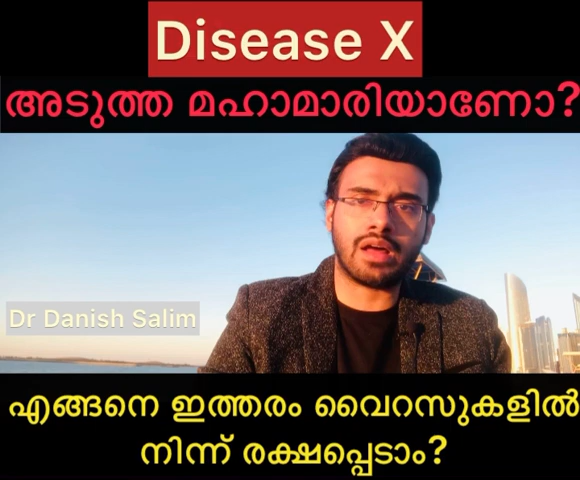 Disease X
അടുത്ത മഹാമാരിയാണോ?
Dr Danish Salim
എങ്ങനെ ഇത്തരം വൈറസുകളിൽ
നിന്ന് രക്ഷപ്പെടാം?